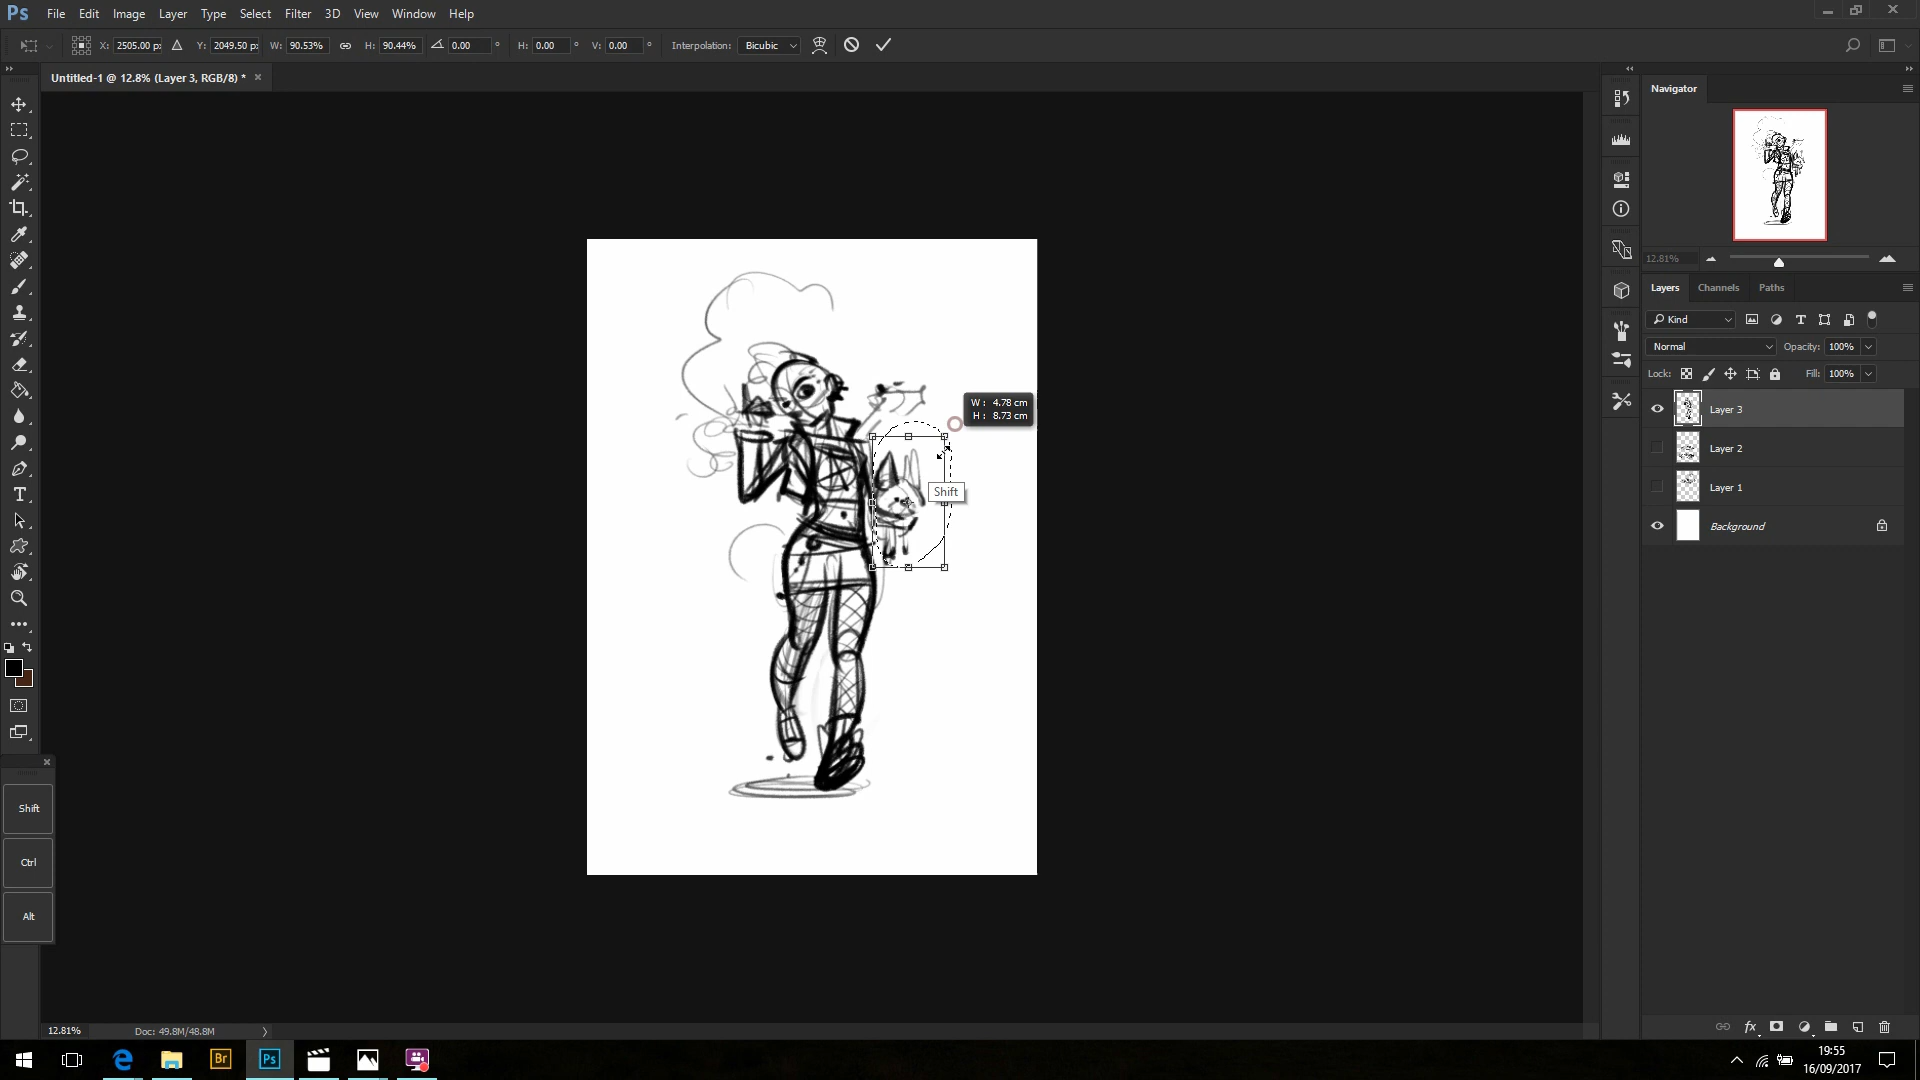 Ps File Edit Image Layer Type Select Filter 3D View Window Help
X: 2505.00 p: Y: 2049.50 p: W: 90.53% H: 90.44% 0.00 ° H: 0.00 ° V: 0.00 ° Interpolation: Bicubic
Untitled-1 @ 12.8% (Layer 3, RGB/8) * ×
Navigator
12.81%
Layers Channels Paths
Kind
Normal Opacity: 100%
Lock: Fill: 100%
Layer 3
Layer 2
Layer 1
Background
W : 4.78 cm
H : 8.73 cm
Shift
Shift
Ctrl
Alt
12.81% Doc: 49.8M/48.8M
fx
Br Ps
19:55
16/09/2017